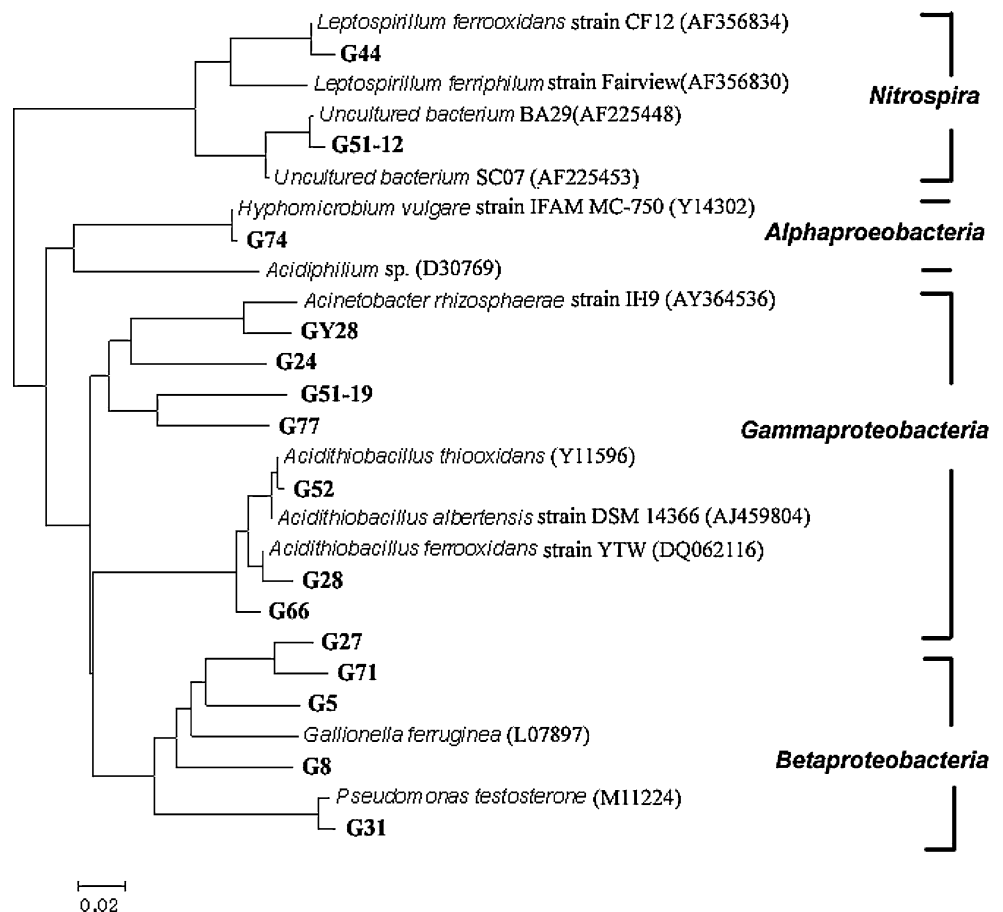 Leptospirillum ferrooxidans strain CF12 (AF356834)
G44
Leptospirillum ferriphilum strain Fairview(AF356830)
Nitrospira
Uncultured bacterium BA29(AF225448)
G51-12
Uncultured bacterium SC07 (AF225453)
Hyphomicrobium vulgare strain IFAM MC-750 (Y14302)
Alphaproeobacteria
G74
Acidiphilium sp. (D30769)
Acinetobacter rhizosphaerae strain IH9 (AY364536)
GY28
G24
G51-19
G77
Gammaproteobacteria
Acidithiobacillus thiooxidans (Y11596)
G52
Acidithiobacillus albertensis strain DSM 14366 (AJ459804)
Acidithiobacillus ferrooxidans strain YTW (DQ062116)
G28
G66
G27
G71
G5
Gallionella ferruginea (L07897)
Betaproteobacteria
G8
Pseudomonas testosterone (M11224)
G31
0.02